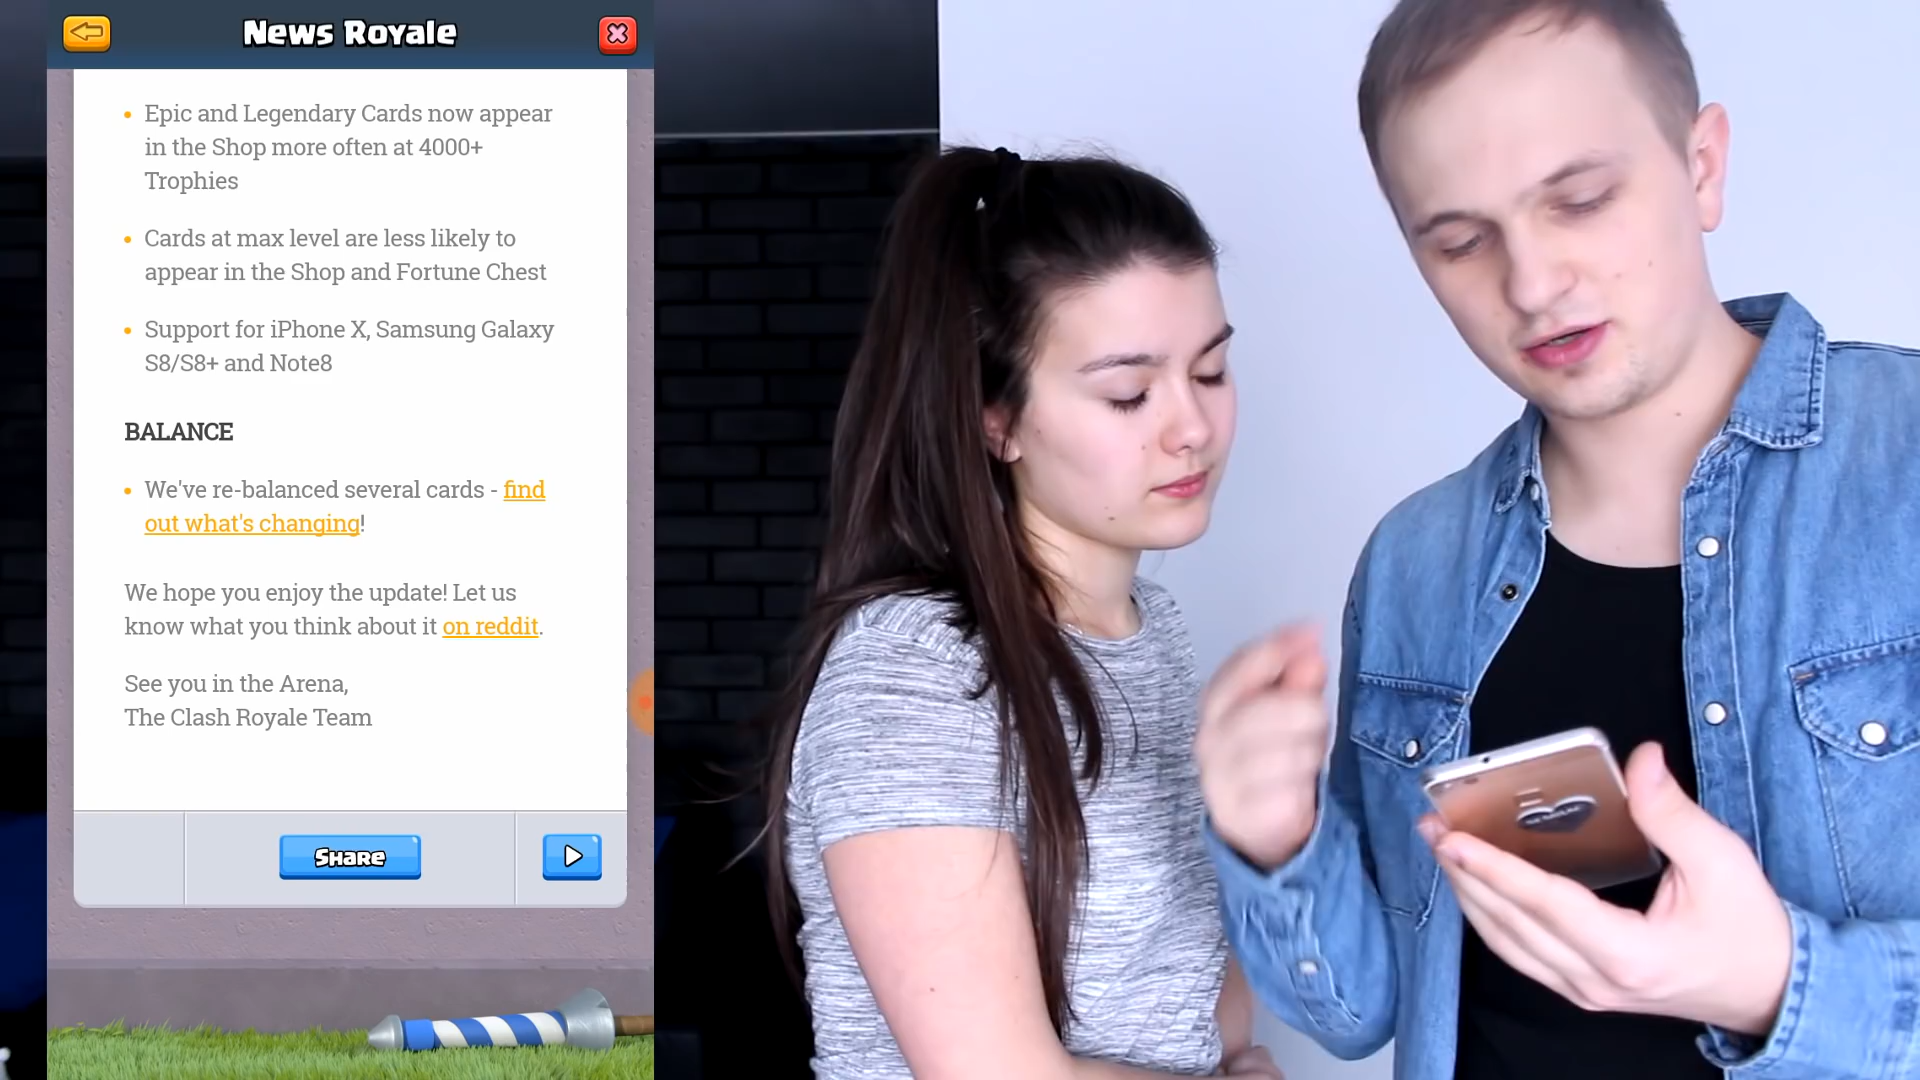 News Royale
Epic and Legendary Cards now appear
in the Shop more often at 4000+
Trophies
Cards at max level are less likely to
appear in the Shop and Fortune Chest
Support for iPhone X, Samsung Galaxy
S8/S8+ and Note8
BALANCE
We've re-balanced several cards - find
out what's changing!
We hope you enjoy the update! Let us
know what you think about it on reddit.
See you in the Arena,
The Clash Royale Team
Share